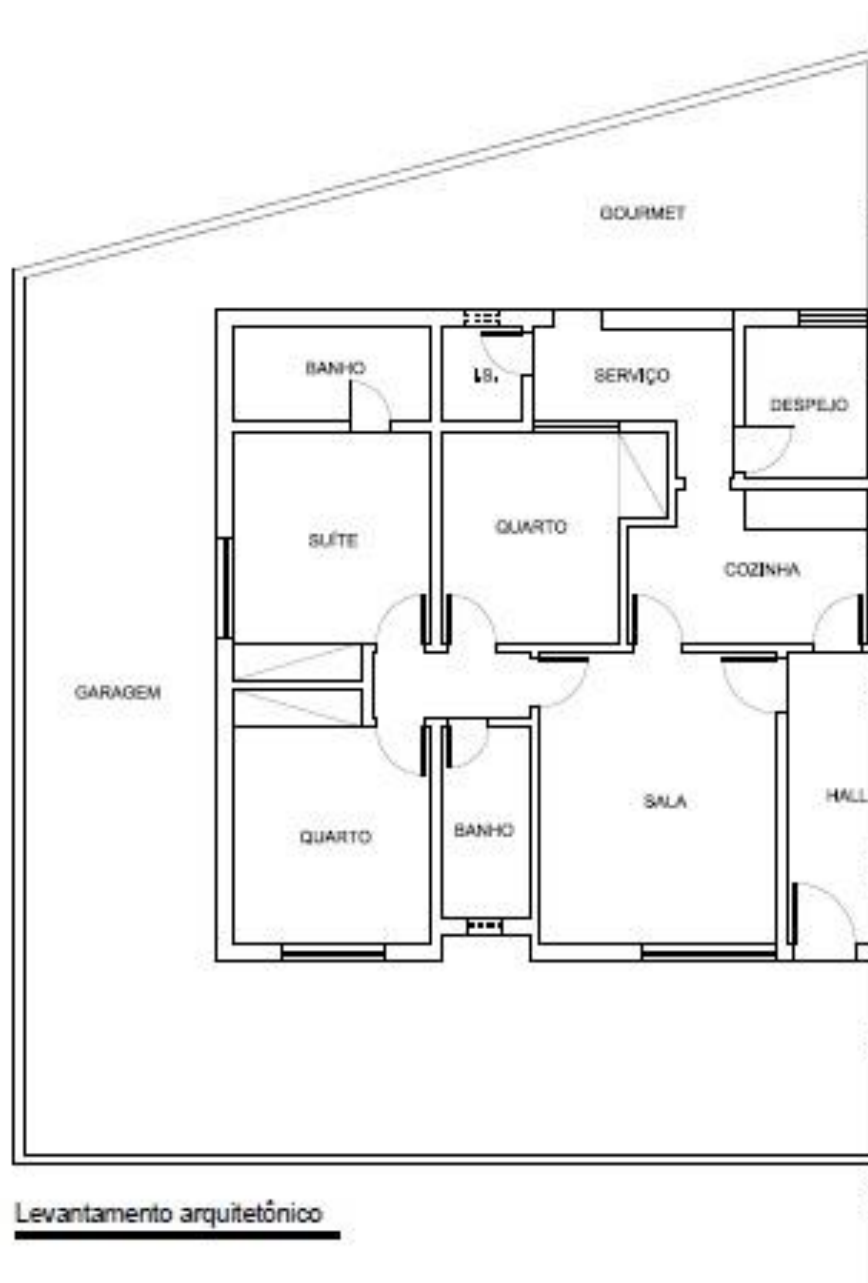 GOURMET
BANHO
SERVIÇO
DESPEJO
SUÍTE
QUARTO
COZINHA
GARAGEM
SALA
HALL
QUARTO
BANHO
Levantamento arquitetônico